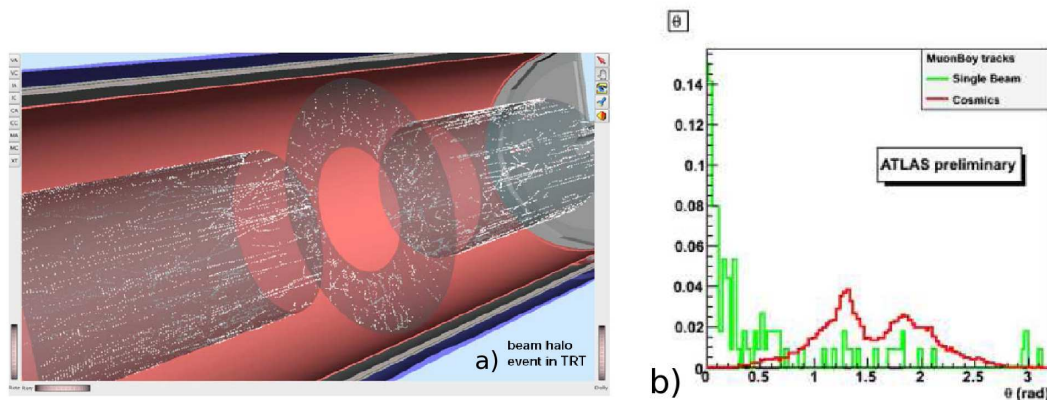 beam halo
a) event in TRT
θ
MuonBoy tracks
Single Beam
Cosmics
ATLAS preliminary
0.14
0.12
0.1
0.08
0.06
0.04
0.02
0
0 0.5 1 1.5 2 2.5 3
θ (rad)
b)